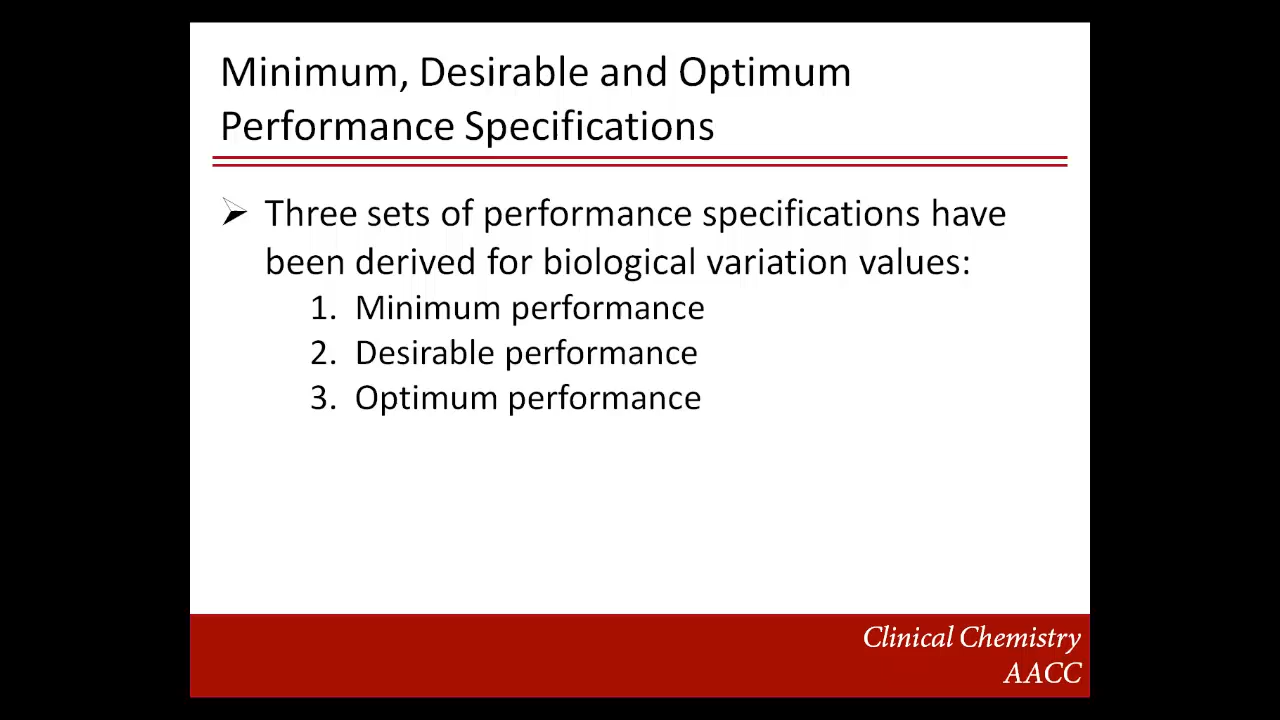 Minimum, Desirable and Optimum
Performance Specifications
➢ Three sets of performance specifications have
been derived for biological variation values:
1. Minimum performance
2. Desirable performance
3. Optimum performance
Clinical Chemistry
AACC